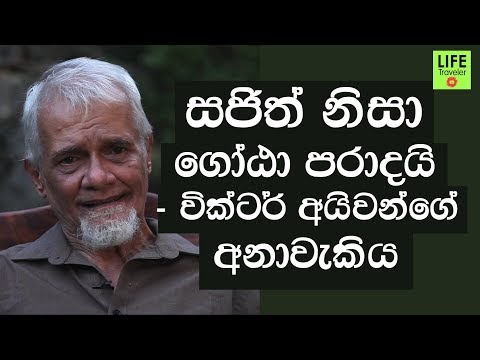 LIFE
Traveler
සජිත් නිසා
ගෝඨා පරාදයි
- වික්ටර් අයිවන්ගේ
අනාවැකිය